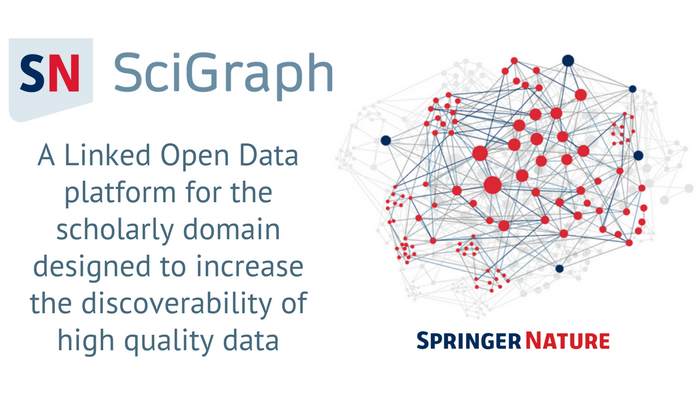 SN SciGraph
A Linked Open Data
platform for the
scholarly domain
designed to increase
the discoverability of
high quality data
SPRINGER NATURE